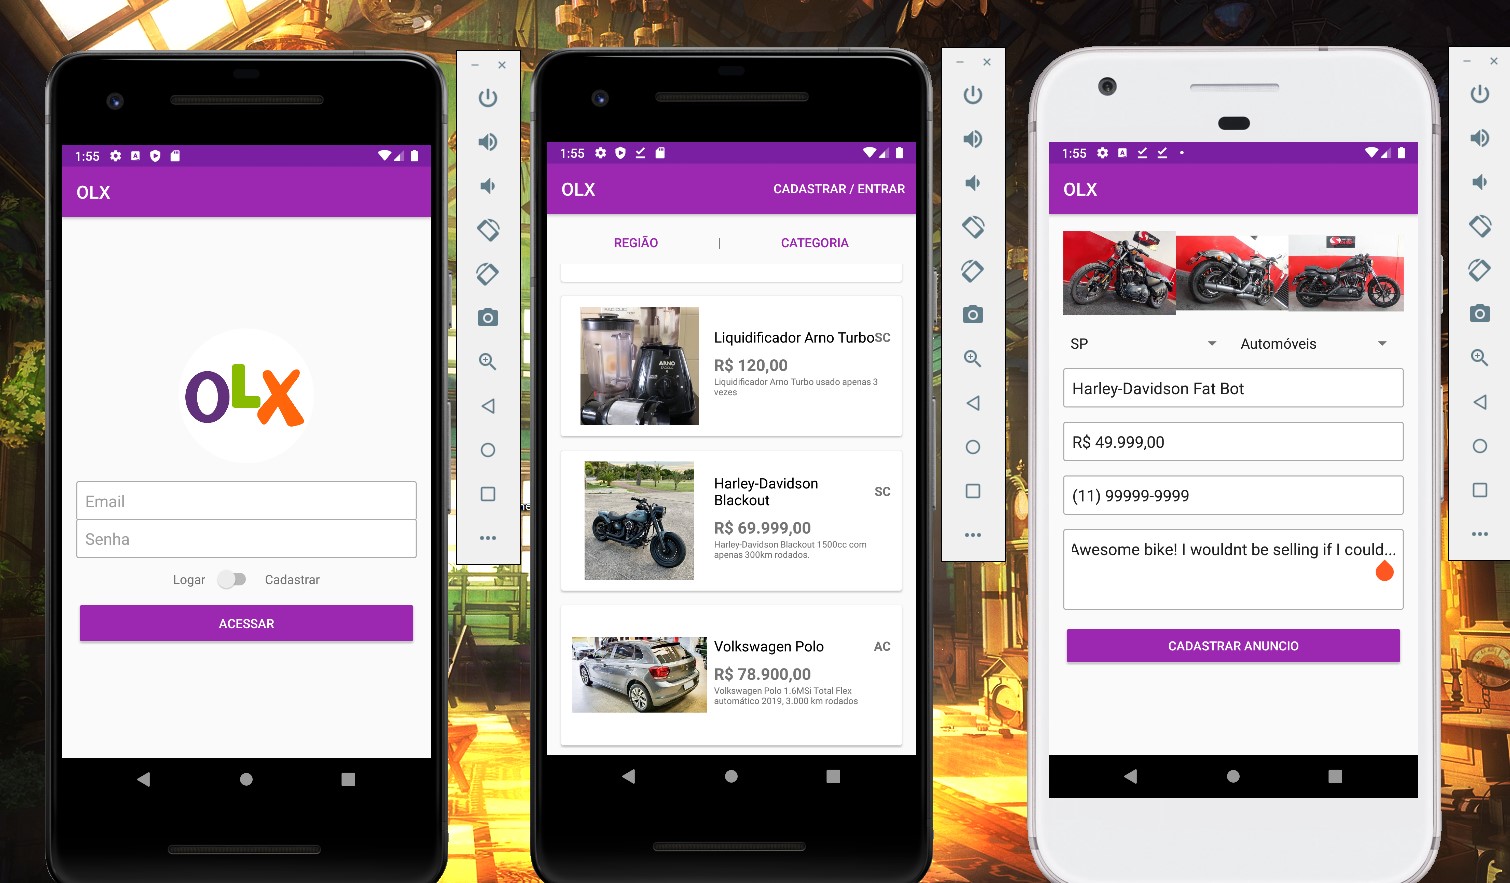 1:55
OLX
OLX
Email
Senha
Logar
Cadastrar
ACESSAR
1:55
OLX
CADASTRAR / ENTRAR
REGIÃO | CATEGORIA
Liquidificador Arno Turbo
SC
R$ 120,00
Liquidificador Arno Turbo usado apenas 3
vezes
ARNO
Harley-Davidson
Blackout
SC
R$ 69.999,00
Harley-Davidson Blackout 1500cc com
apenas 300km rodados.
Volkswagen Polo
AC
R$ 78.900,00
Volkswagen Polo 1.6MSi Total Flex
automático 2019, 3.000 km rodados
1:55
OLX
SP
Automóveis
Harley-Davidson Fat Bot
R$ 49.999,00
(11) 99999-9999
Awesome bike! I wouldnt be selling if I could...
CADASTRAR ANUNCIO